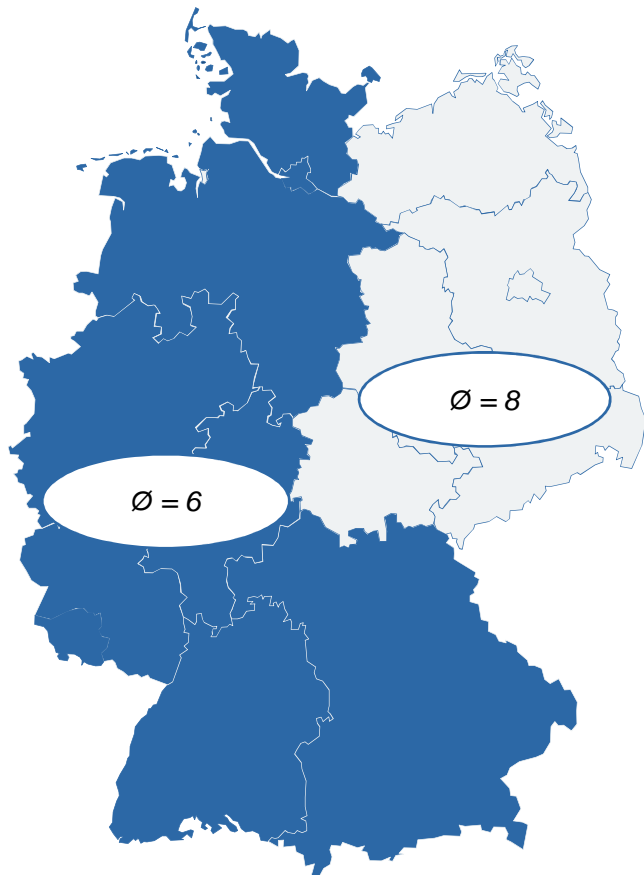 Ø = 8
Ø = 6